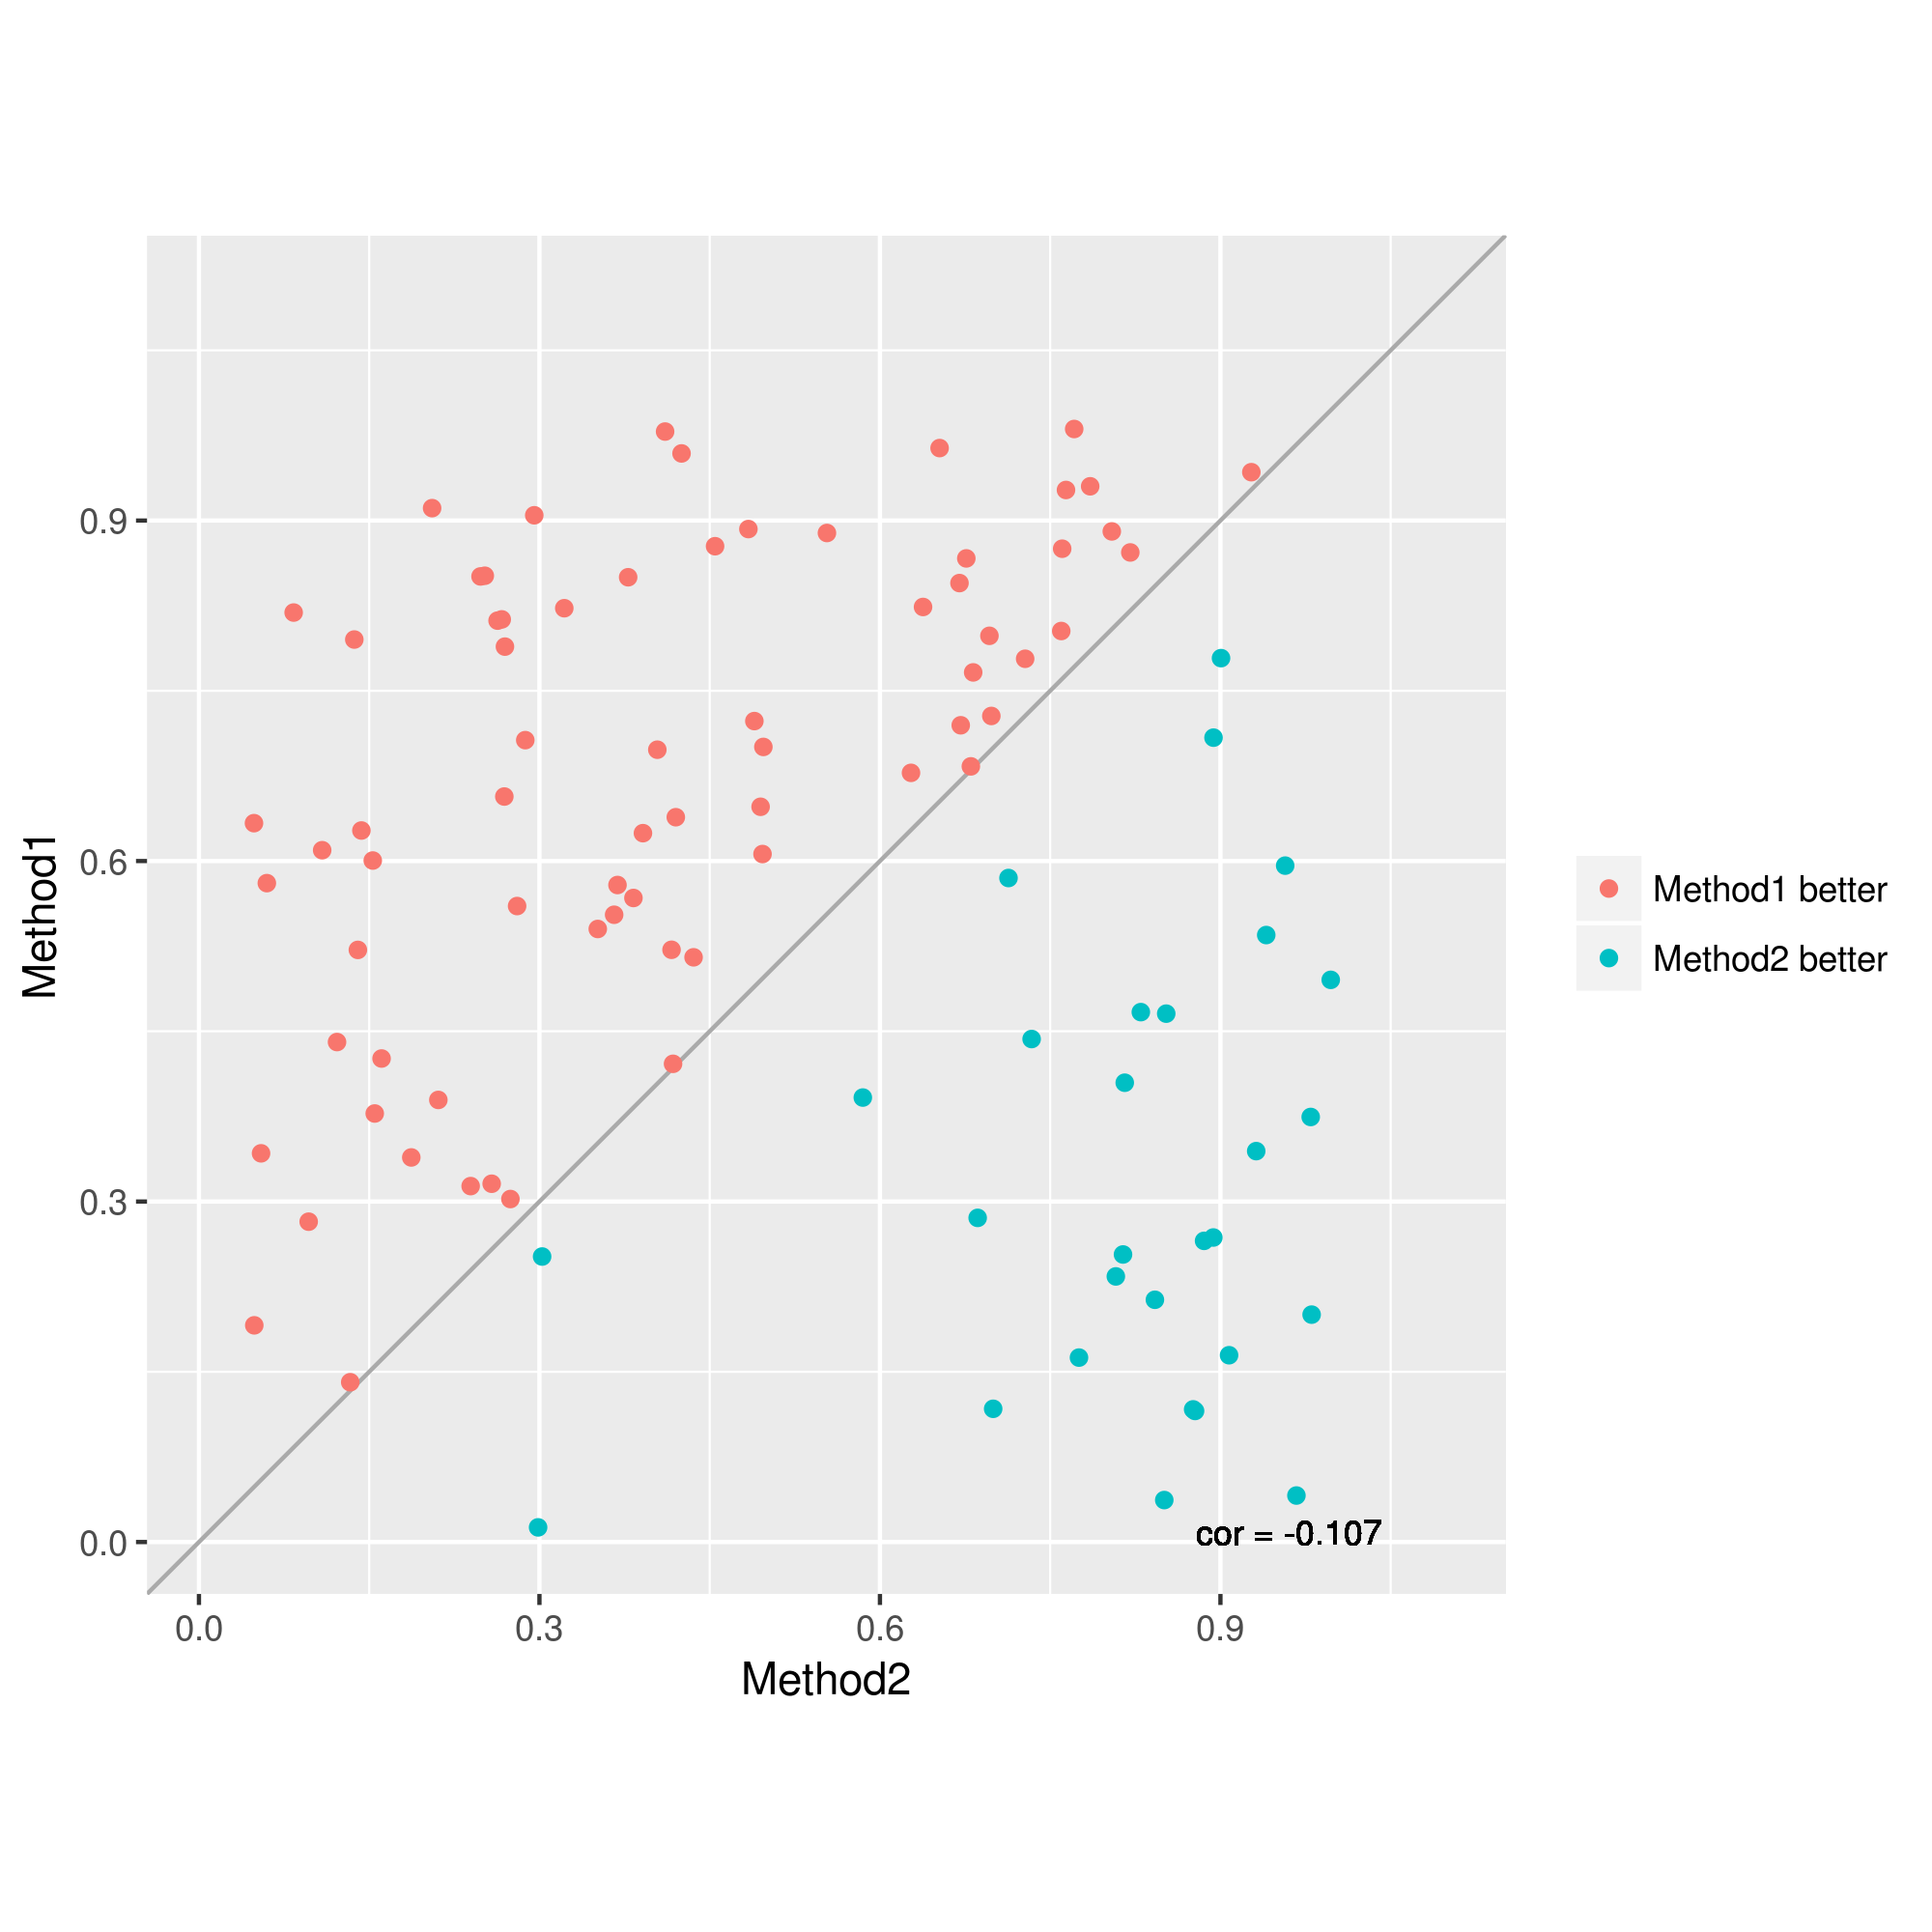 Method1
0.9
0.6
0.3
0.0
cor = -0.107
0.0 0.3 0.6 0.9
Method2
Method1 better
Method2 better